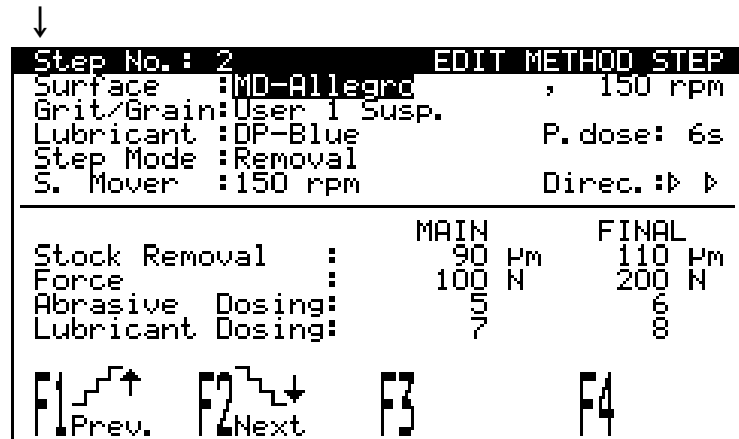 ↓
Step No.: 2 EDIT METHOD STEP
Surface :MD-Allegro , 150 rpm
Grit/Grain:User 1 Susp.
Lubricant :DP-Blue P.dose: 6s
Step Mode :Removal
S. Mover :150 rpm Direc.:▷ ▷
MAIN FINAL
Stock Removal : 90 µm 110 µm
Force : 100 N 200 N
Abrasive Dosing: 5 6
Lubricant Dosing: 7 8
F1 Prev. F2 Next F3 F4